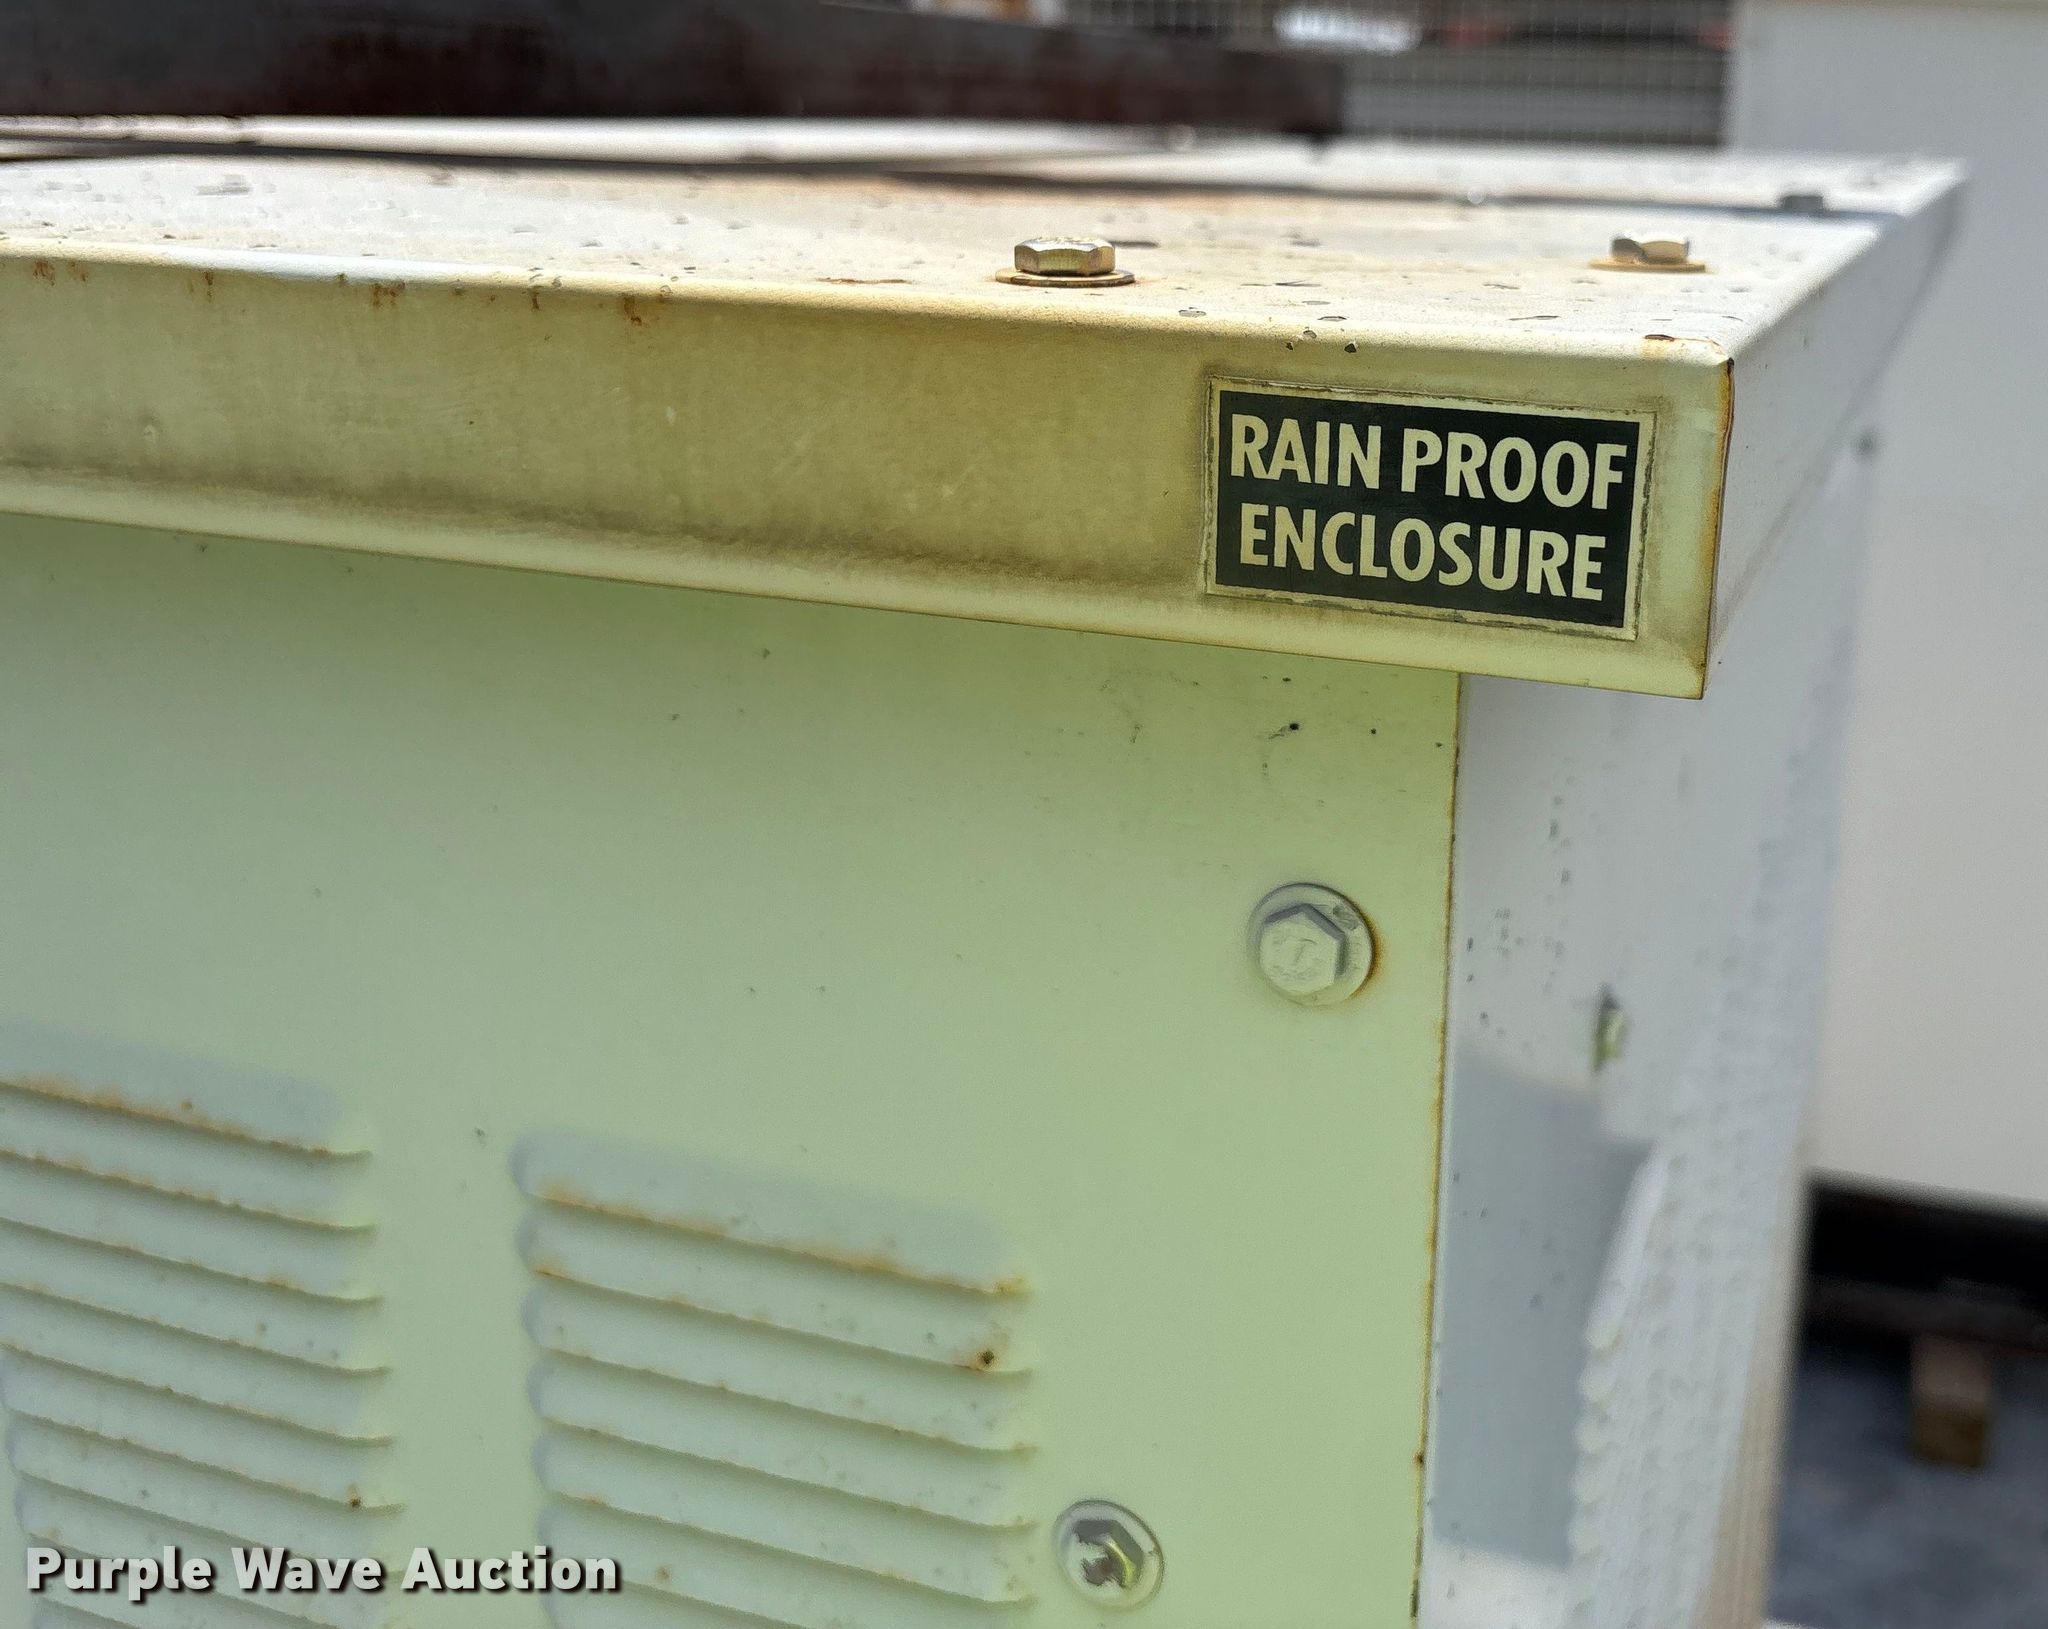 RAIN PROOF
ENCLOSURE
Purple Wave Auction